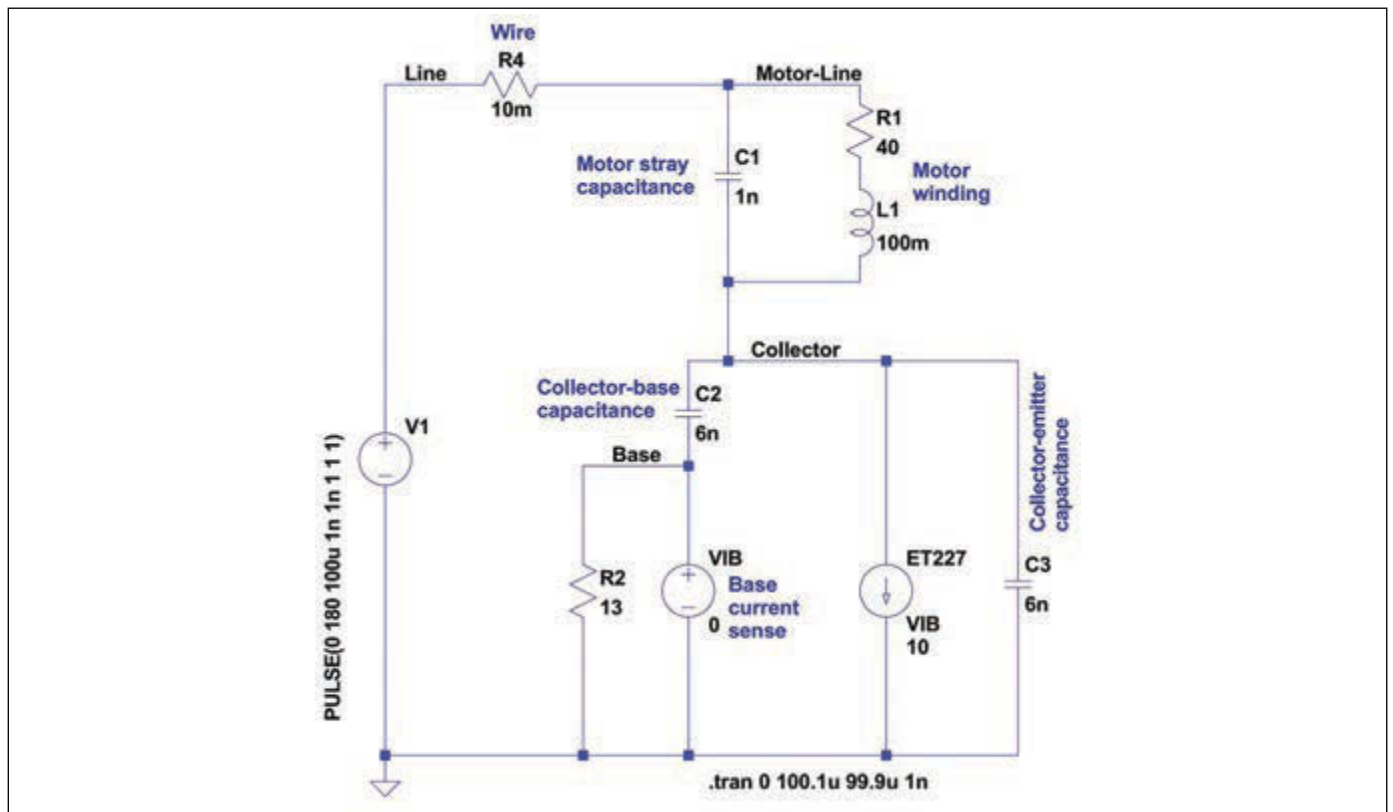 Wire
R4
Line
10m
Motor-Line
R1
40
C1
1n
Motor stray
capacitance
Motor
winding
L1
100m
Collector
Collector-base
capacitance
C2
6n
Base
V1
PULSE(0 180 100u 1n 1n 1 1 1)
R2
13
VIB
0
Base
current
sense
ET227
VIB
10
Collector-emitter
capacitance
C3
6n
.tran 0 100.1u 99.9u 1n